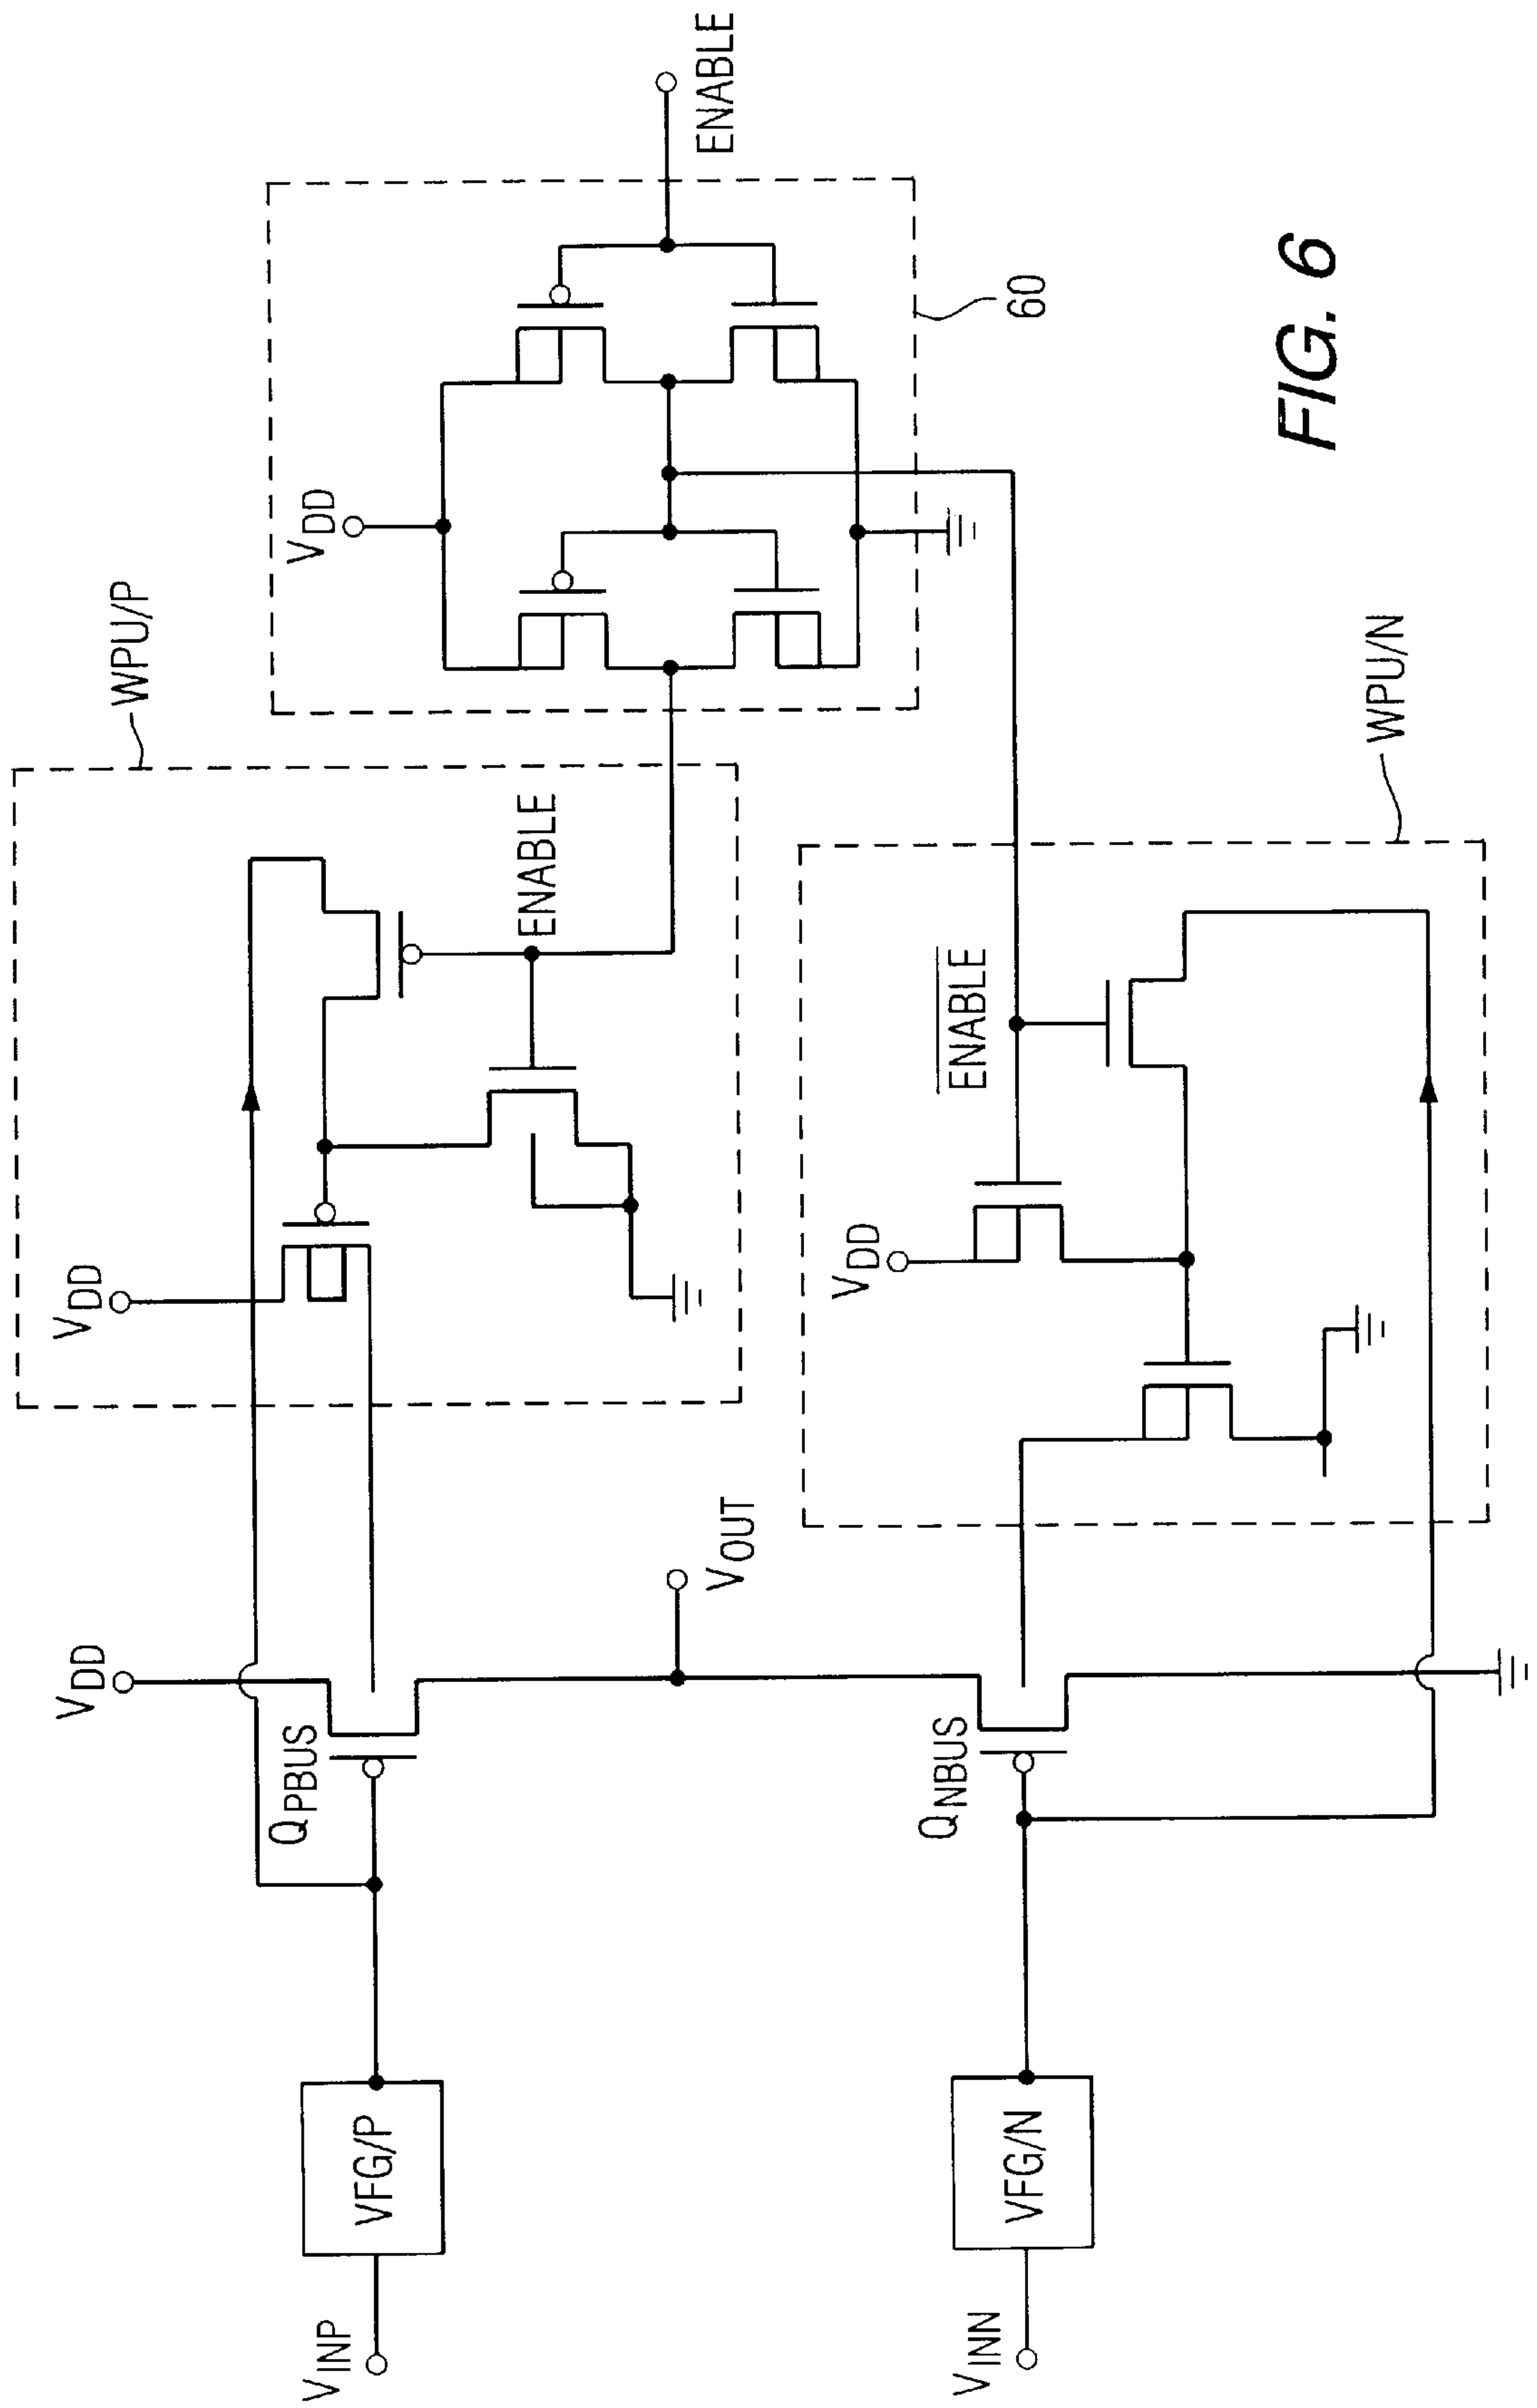 VINP
VFG/P
QPBUS
VDD
VDD
WPU/P
ENABLE
VDD
ENABLE
60
VOUT
VINN
VFG/N
QNBUS
VDD
ENABLE
WPU/N
FIG. 6